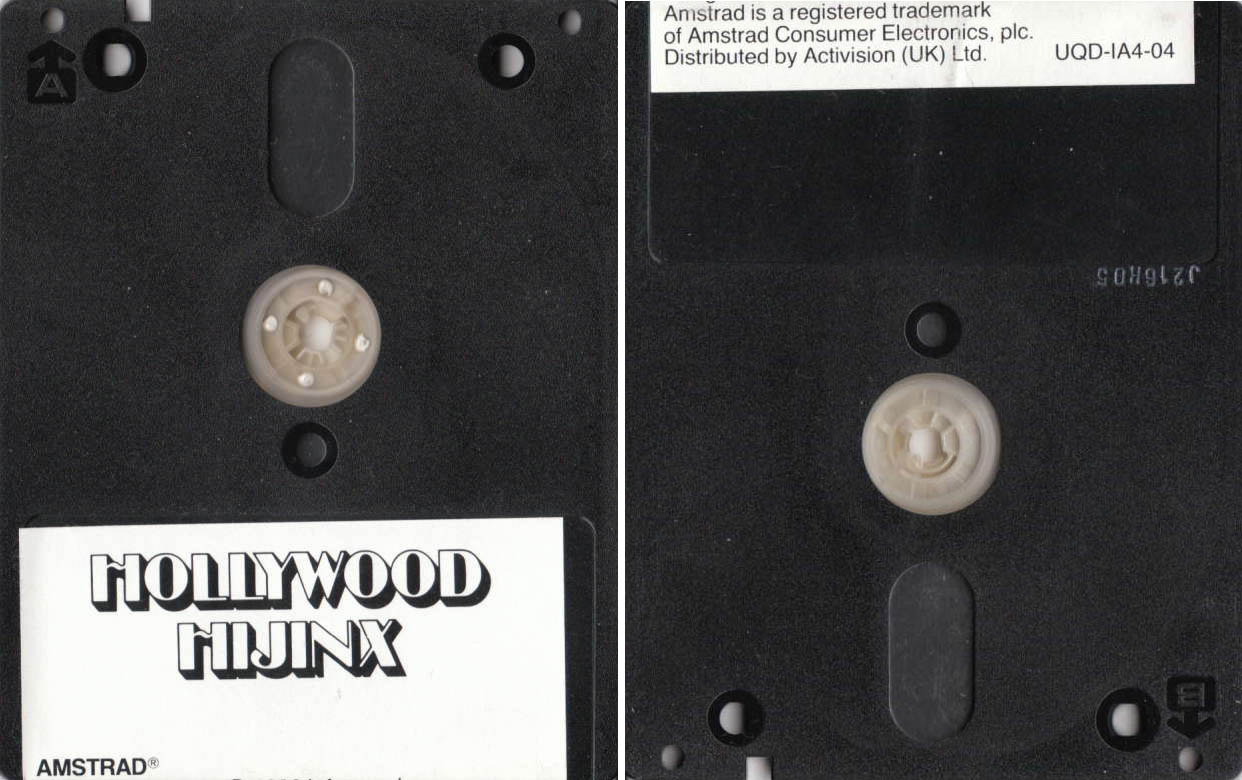 A
HOLLYWOOD
HIJINX
AMSTRAD®
Amstrad is a registered trademark
of Amstrad Consumer Electronics, plc.
Distributed by Activision (UK) Ltd.
UQD-IA4-04
J216R05
B